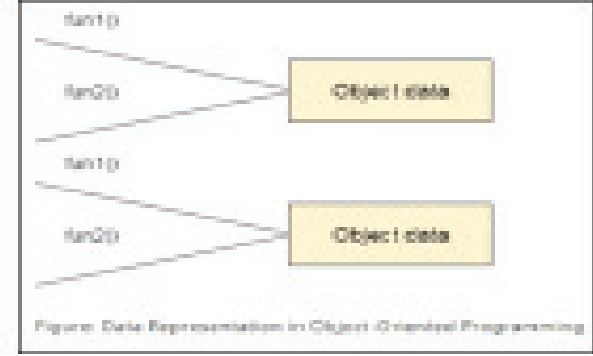 fun1()
fun2()
Object data
fun1()
fun2()
Object data
Figure: Data Representation in Object-Oriented Programming